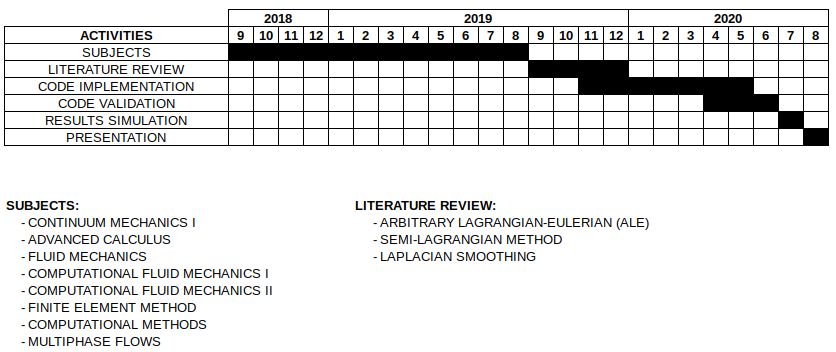 2018 2019 2020
ACTIVITIES 9 10 11 12 1 2 3 4 5 6 7 8 9 10 11 12 1 2 3 4 5 6 7 8
SUBJECTS
LITERATURE REVIEW
CODE IMPLEMENTATION
CODE VALIDATION
RESULTS SIMULATION
PRESENTATION
SUBJECTS:
- CONTINUUM MECHANICS I
- ADVANCED CALCULUS
- FLUID MECHANICS
- COMPUTATIONAL FLUID MECHANICS I
- COMPUTATIONAL FLUID MECHANICS II
- FINITE ELEMENT METHOD
- COMPUTATIONAL METHODS
- MULTIPHASE FLOWS
LITERATURE REVIEW:
- ARBITRARY LAGRANGIAN-EULERIAN (ALE)
- SEMI-LAGRANGIAN METHOD
- LAPLACIAN SMOOTHING